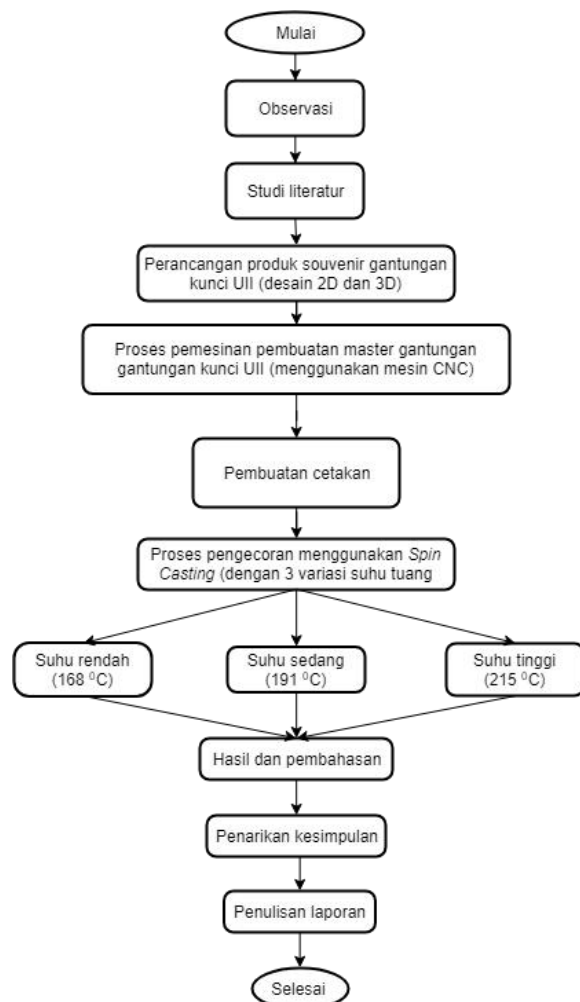 Mulai
Observasi
Studi literatur
Perancangan produk souvenir gantungan
kunci UII (desain 2D dan 3D)
Proses pemesinan pembuatan master gantungan
gantungan kunci UII (menggunakan mesin CNC)
Pembuatan cetakan
Proses pengecoran menggunakan Spin
Casting (dengan 3 variasi suhu tuang
Suhu rendah
(168 ⁰C)
Suhu sedang
(191 ⁰C)
Suhu tinggi
(215 ⁰C)
Hasil dan pembahasan
Penarikan kesimpulan
Penulisan laporan
Selesai